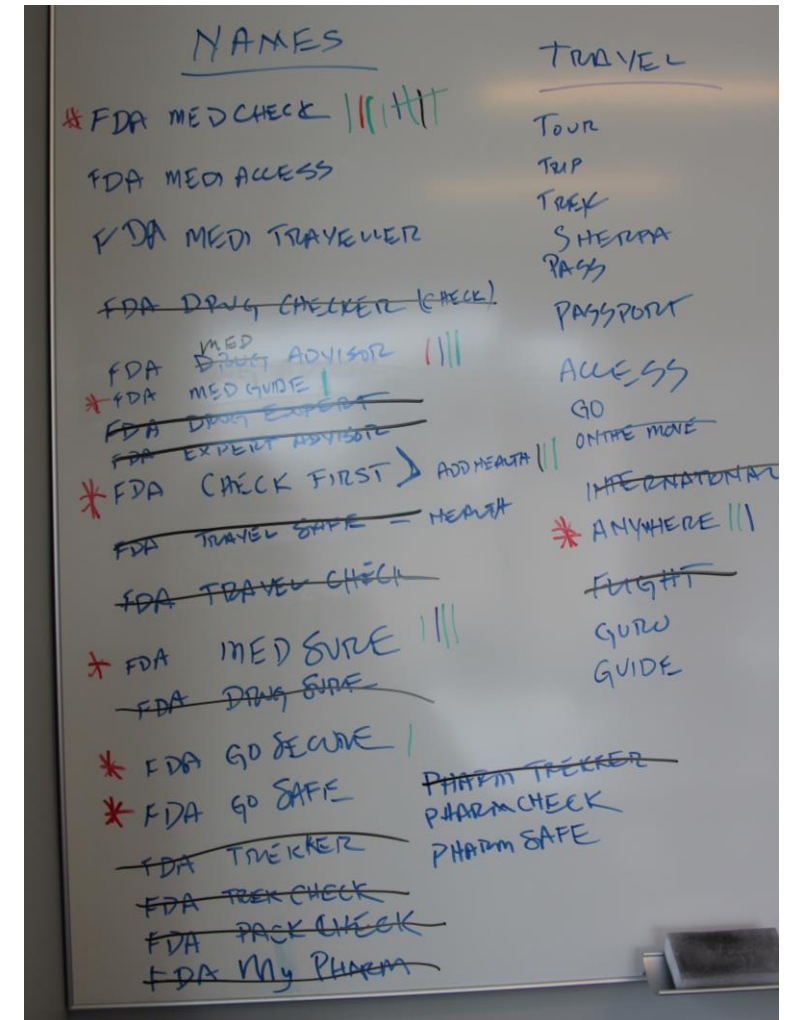 NAMES
FDA MEDCHECK
FDA MEDI ACCESS
FDA MEDI TRAVELLER
FDA DRUG CHECKER (CHECK)
MED
FDA DRUG ADVISOR
FDA MED GUIDE
FDA DRUG EXPERT
FDA EXPERT ADVISOR
FDA CHECK FIRST) ADD HEALTH
FDA TRAVEL SAFE - HEALTH
FDA TRAVEL CHECK
FDA MED SURE
FDA DRUG SURE
FDA GO SECURE
FDA GO SAFE
FDA TREKKER
FDA TREK CHECK
FDA PACK CHECK
FDA My PHARM
PHARM TREKKER
PHARMCHECK
PHARM SAFE
TRAVEL
TOUR
TRIP
TREK
SHERPA
PASS
PASSPORT
ACCESS
GO
ON THE MOVE
INTERNATIONAL
ANYWHERE
FLIGHT
GURU
GUIDE